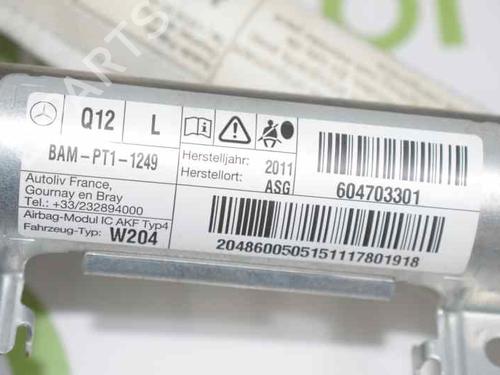 Q12 L
BAM-PT1-1249
Autoliv France,
Gournay en Bray
Tel.: +33/232894000
Airbag-Modul IC AKF Typ4
Fahrzeug-Typ: W204
Herstelljahr: 2011
Herstellort: ASG
604703301
2048600505151117801918
PARTS